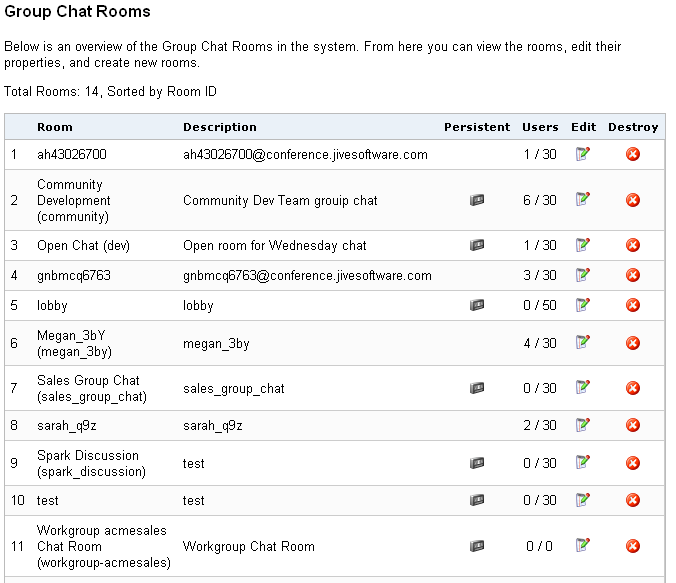 Group Chat Rooms
Below is an overview of the Group Chat Rooms in the system. From here you can view the rooms, edit their
properties, and create new rooms.
Total Rooms: 14, Sorted by Room ID
Room Description Persistent Users Edit Destroy
1 ah43026700 ah43026700@conference.jivesoftware.com 1 / 30
Community
2 Development Community Dev Team grouip chat 6 / 30
(community)
3 Open Chat (dev) Open room for Wednesday chat 1 / 30
4 gnbmcq6763 gnbmcq6763@conference.jivesoftware.com 3 / 30
5 lobby lobby 0 / 50
6 Megan_3bY megan_3by 4 / 30
(megan_3by)
7 Sales Group Chat sales_group_chat 0 / 30
(sales_group_chat)
8 sarah_q9z sarah_q9z 2 / 30
9 Spark Discussion test 0 / 30
(spark_discussion)
10 test test 0 / 30
Workgroup acmesales
11 Chat Room Workgroup Chat Room 0 / 0
(workgroup-acmesales)